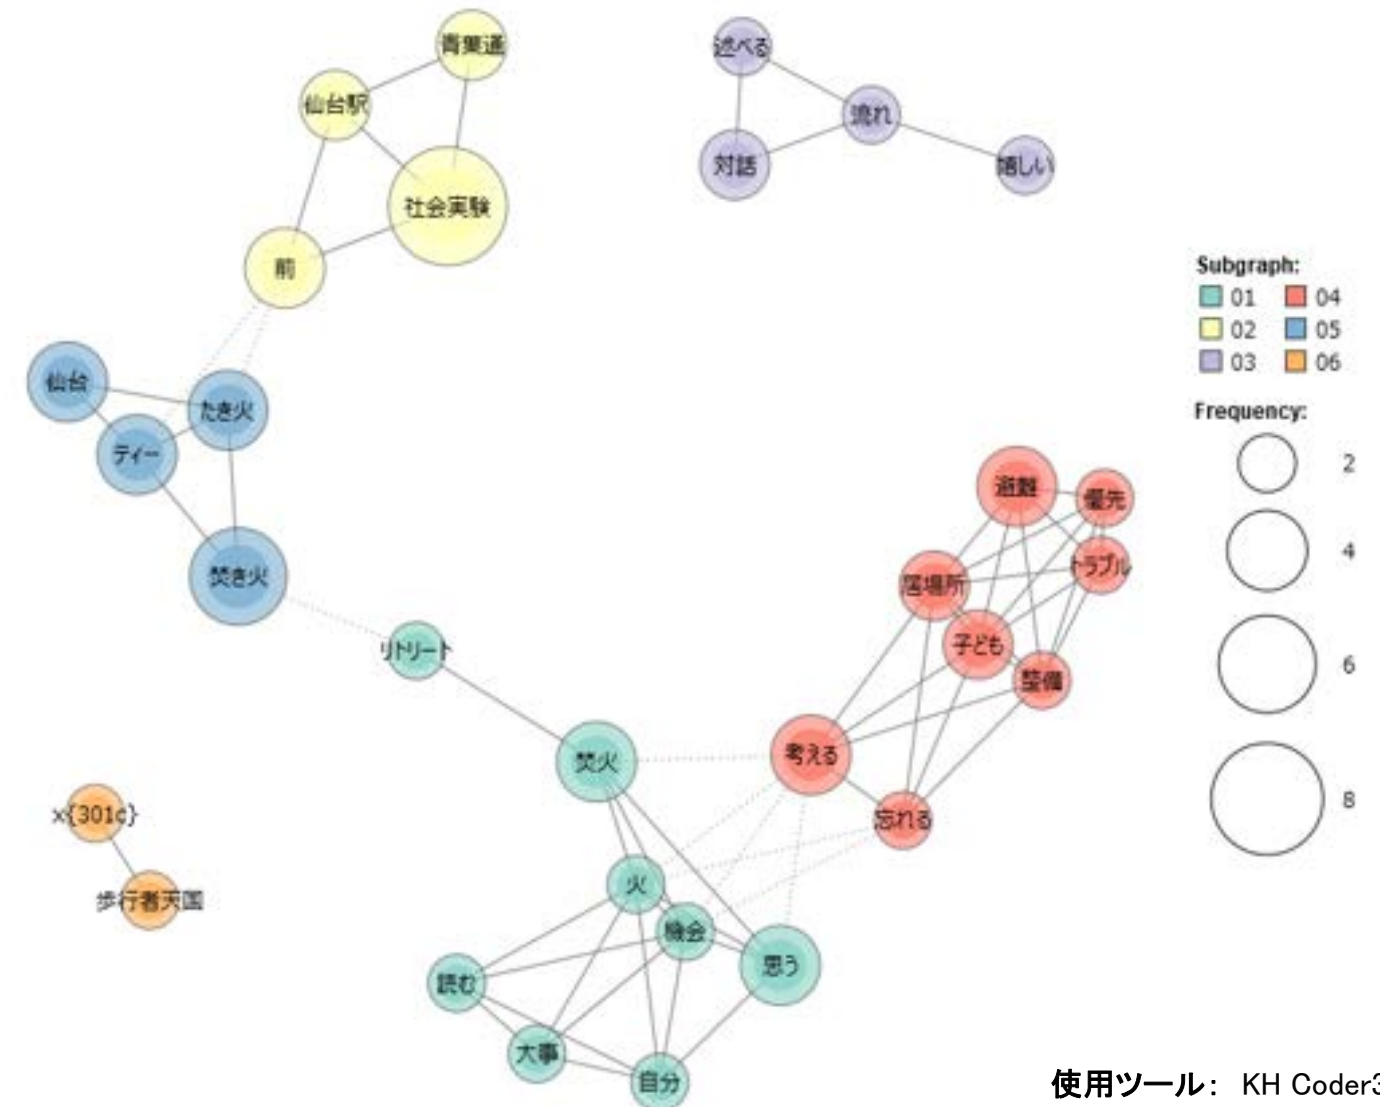 青葉通
述べる
仙台駅
流れ
対話
嬉しい
社会実験
前
Subgraph:
01 04
02 05
03 06
Frequency:
2
4
6
8
仙台
たき火
ティー
避難
優先
トラブル
居場所
焚き火
子ども
リトリート
整備
考える
焚火
x{301c}
忘れる
火
歩行者天国
機会
思う
読む
大事
自分
使用ツール: KH Coder3